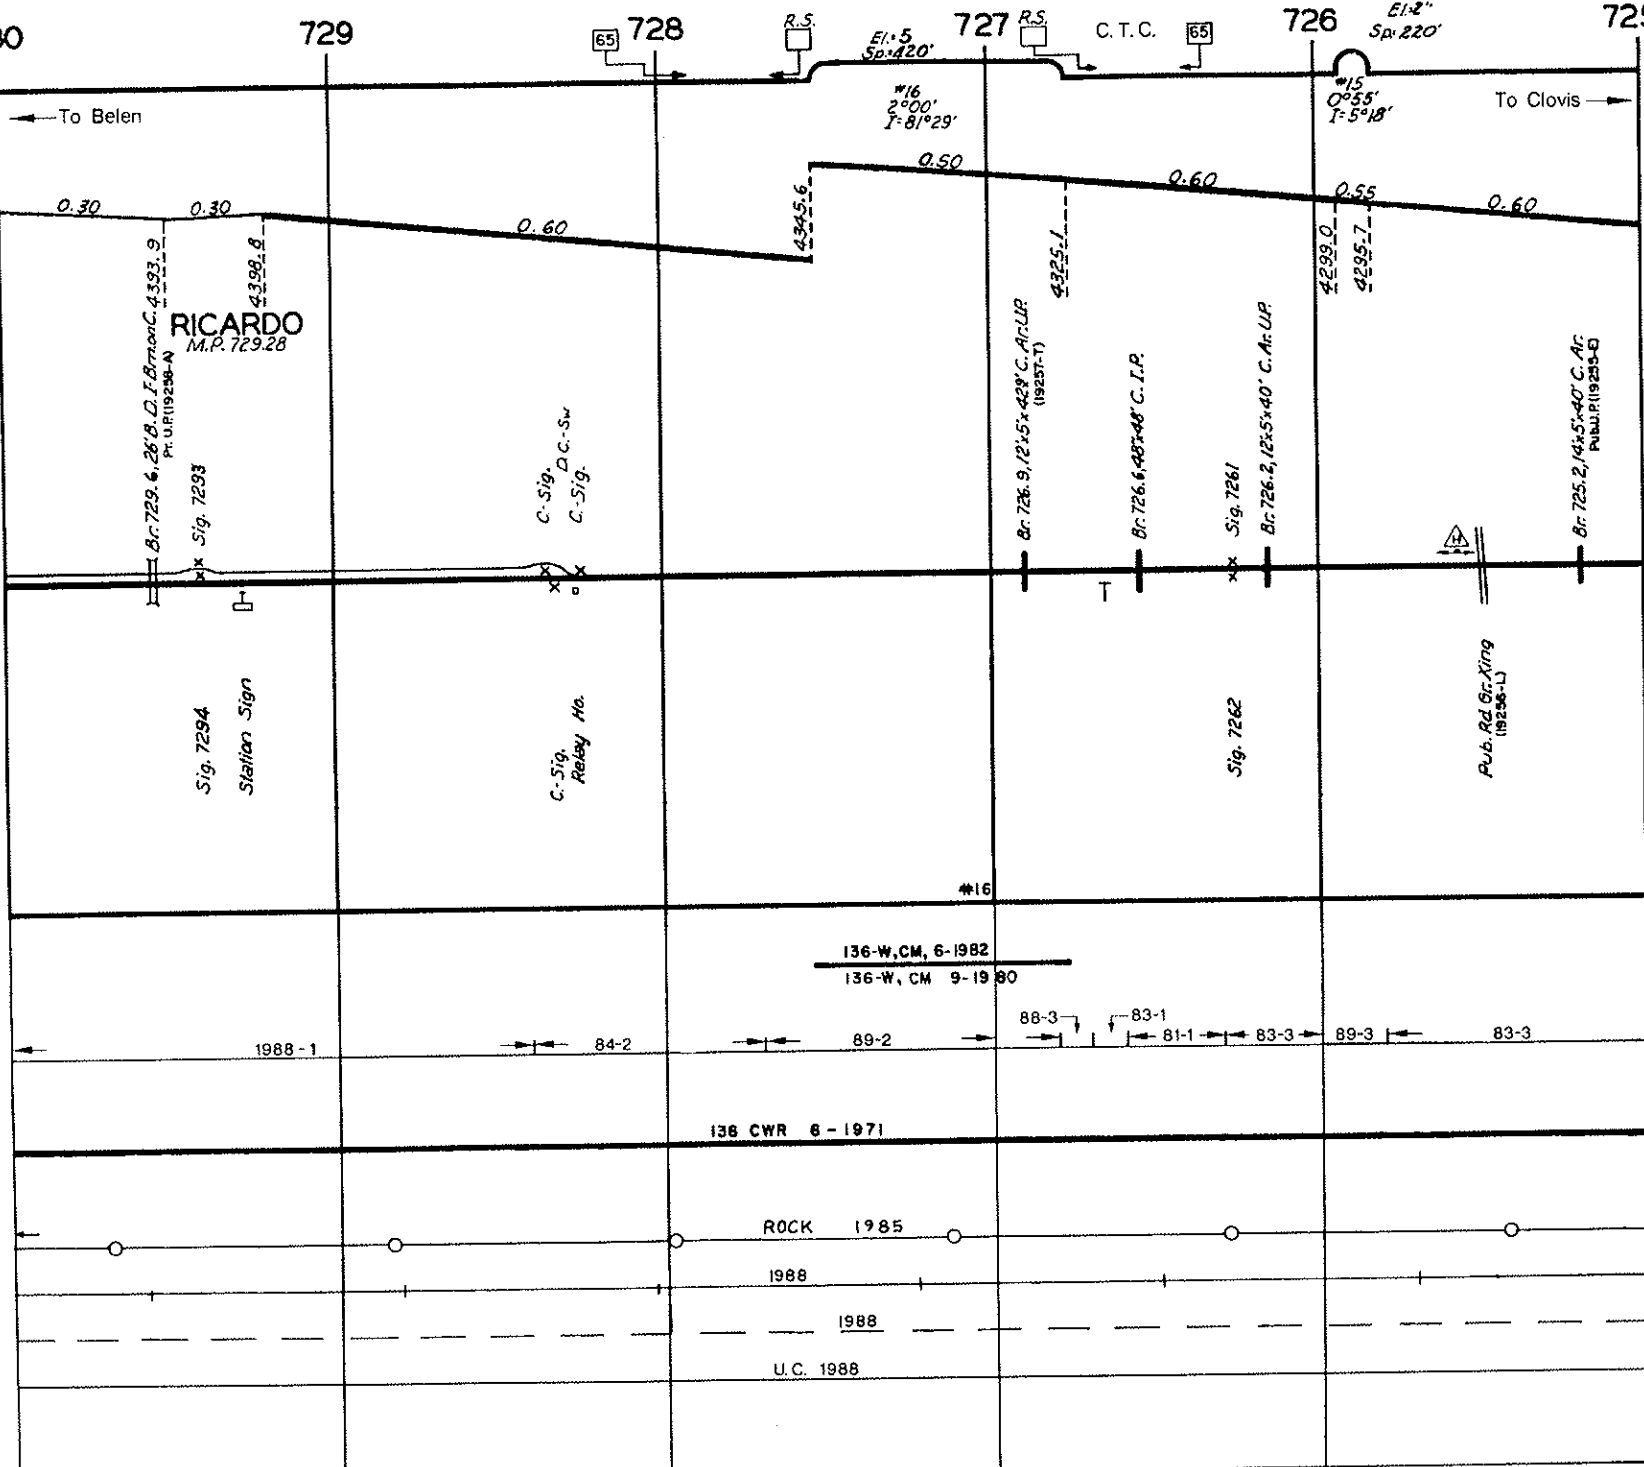 729
728
727
726
65
R.S.
El.=5
Sp.=420'
R.S.
C. T. C.
65
El.=2"
Sp.=220'
To Belen
#16
2°00'
I=81°29'
#15
0°55'
I=5°18'
To Clovis
0.30
0.30
0.60
0.50
0.60
0.55
0.60
4393.9
4398.8
4345.6
4325.1
4299.0
4295.7
RICARDO
M.P. 729.28
Pr. U.P. (19258-A)
Sig. 7293
C.-Sig.
D.C.-Sw
C.-Sig.
Br. 726.9, 12'x5'x429' C. Ar. U.P.
(19257-T)
Br. 726.6, 48"x48' C. I. P.
Sig. 7261
Br. 726.2, 12'x5'x40' C. Ar. U.P.
H
Br. 725.2, 14'x5'x40' C. Ar.
Pub. U.P. (19255-E)
Sig. 7294
Station Sign
C.-Sig.
Relay Ho.
Sig. 7262
Pub. Rd Gr. Xing
(19256-L)
#16
136-W, CM, 6-1982
136-W, CM 9-1980
1988-1
84-2
89-2
88-3
83-1
81-1
83-3
89-3
83-3
136 CWR 6-1971
ROCK 1985
1988
1988
U.C. 1988